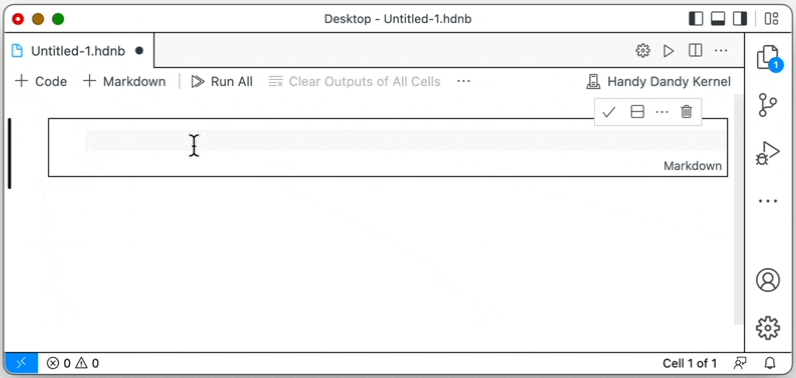 Desktop - Untitled-1.hdnb
Untitled-1.hdnb
Code Markdown Run All Clear Outputs of All Cells ... Handy Dandy Kernel
1
Markdown
0 0 Cell 1 of 1